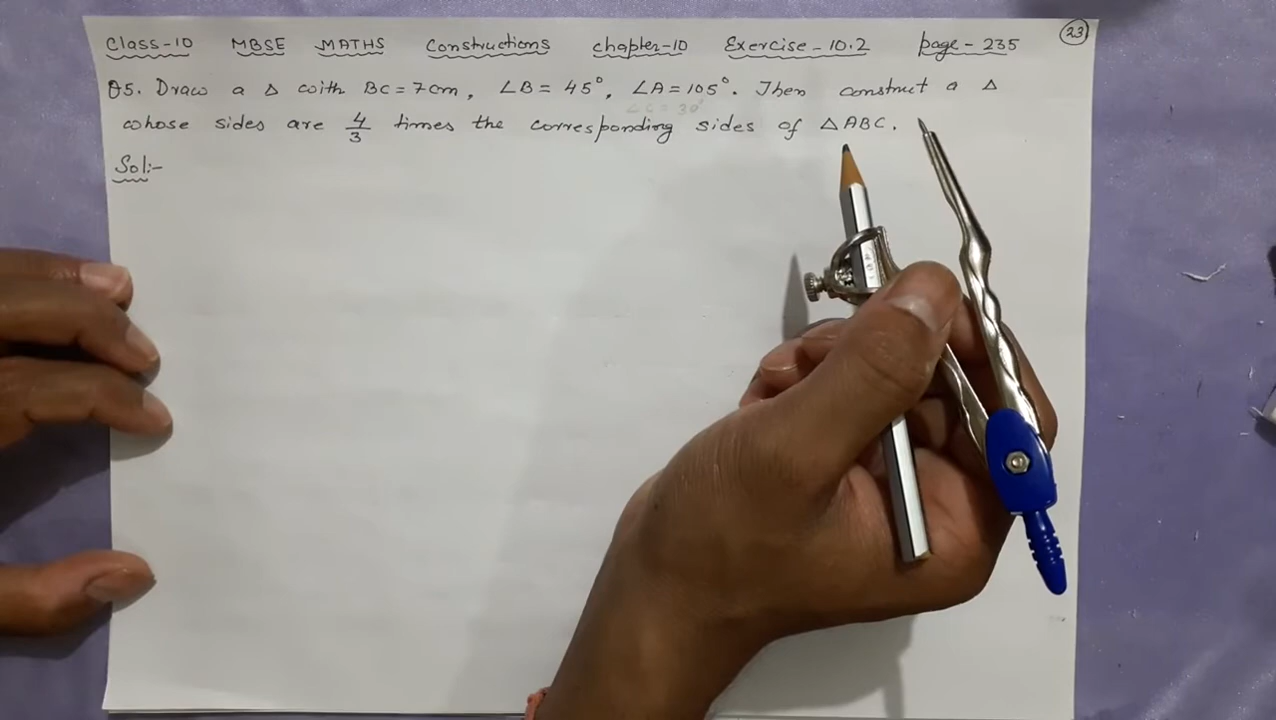 Class-10 MBSE MATHS Constructions chapter-10 Exercise-10.2 page-235 23
Q5. Draw a Δ with BC = 7cm, ∠B = 45°, ∠A = 105°. Then construct a Δ
∠C = 30°
whose sides are 4/3 times the corresponding sides of ΔABC.
Sol:-